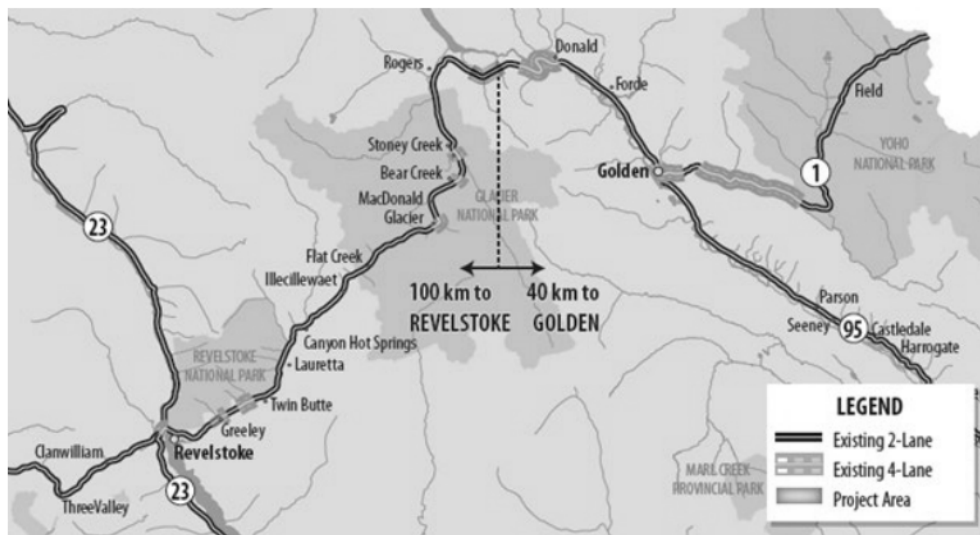 Donald
Rogers
Forde
Field
YOHO
NATIONAL PARK
Stoney Creek
Bear Creek
Golden
1
MacDonald
GLACIER
NATIONAL PARK
Glacier
23
Flat Creek
Illecillewaet
100 km to
REVELSTOKE
40 km to
GOLDEN
Parson
Seeney
95
Castledale
Harrogate
Canyon Hot Springs
REVELSTOKE
NATIONAL PARK
Lauretta
Twin Butte
Greeley
Clanwilliam
Revelstoke
ThreeValley
23
MARL CREEK
PROVINCIAL PARK
LEGEND
Existing 2-Lane
Existing 4-Lane
Project Area